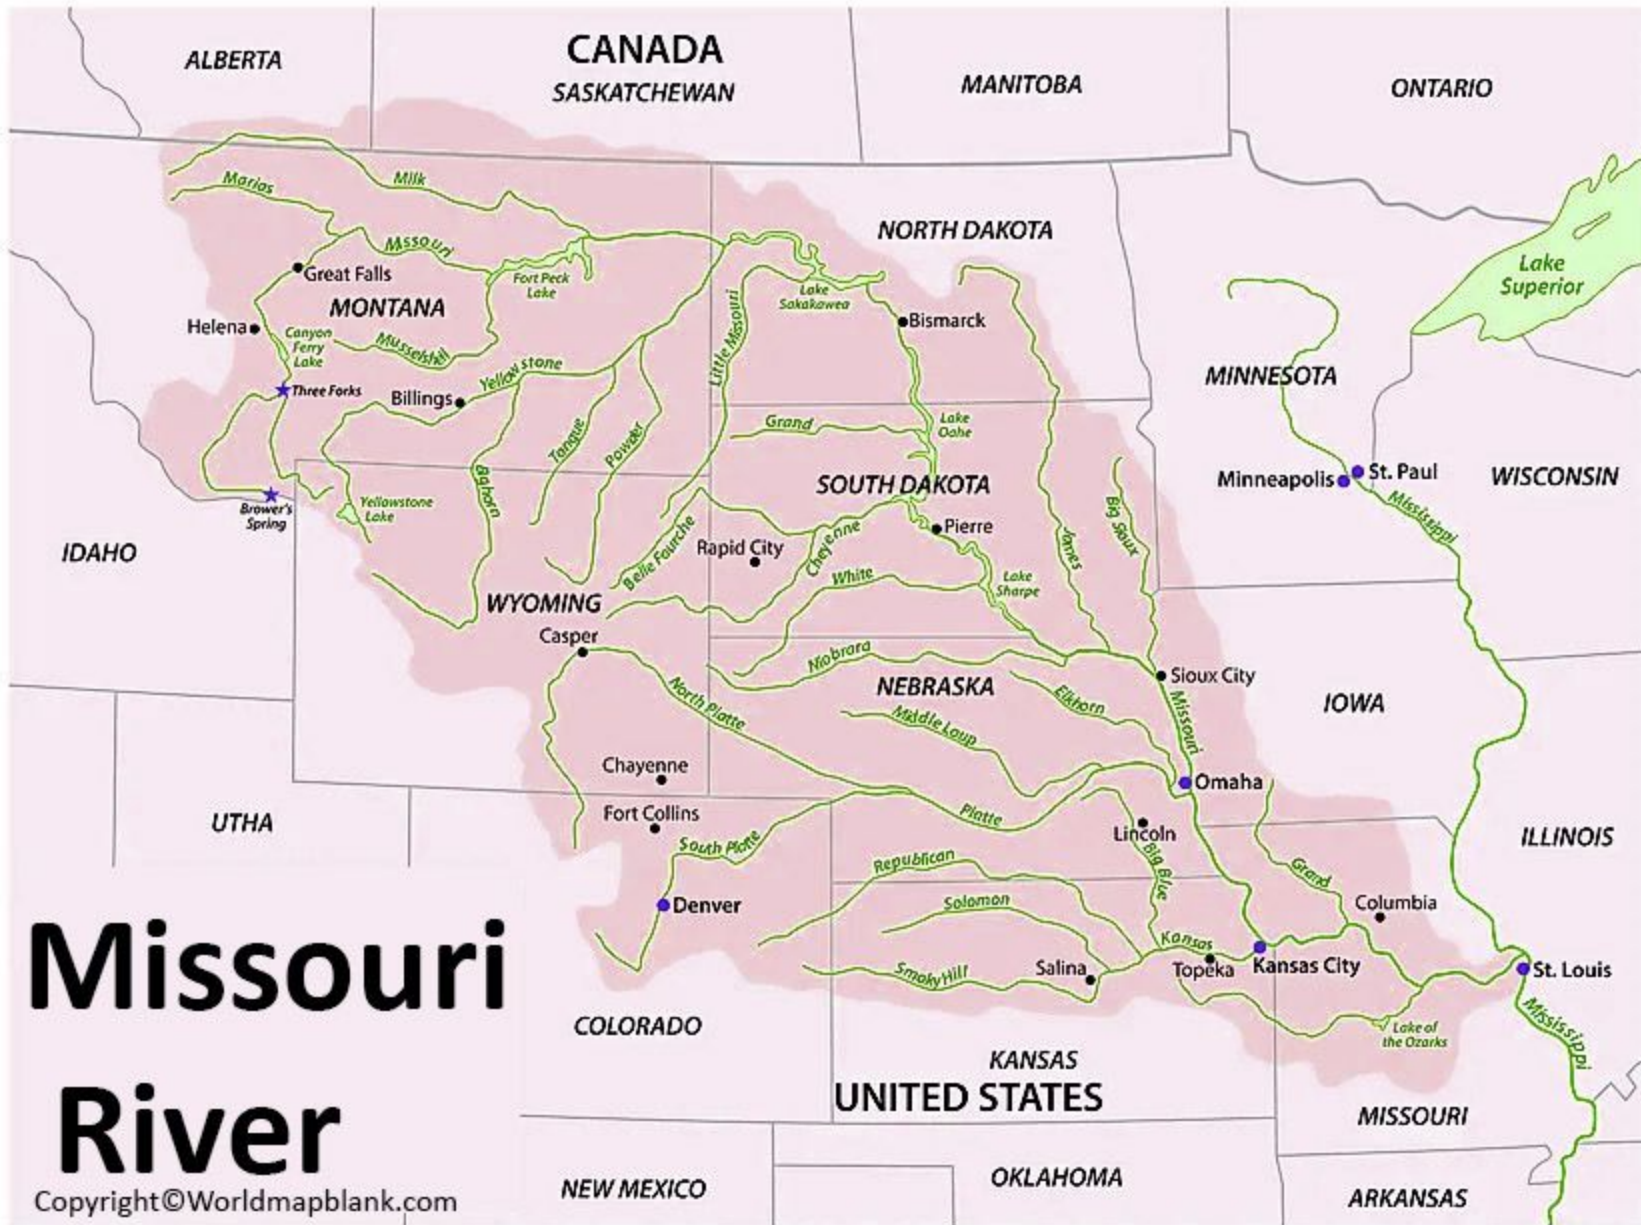 CANADA
ALBERTA
SASKATCHEWAN
MANITOBA
ONTARIO
Marias
Milk
Missouri
NORTH DAKOTA
Great Falls
Fort Peck
Lake
Lake
Sakakawea
Lake
Superior
MONTANA
Helena
Canyon
Ferry
Lake
Musselshil
Little Missouri
Bismarck
Three Forks
Billings
Yellowstone
MINNESOTA
Grand
Lake
Oahe
Tongue
Powder
Bighorn
SOUTH DAKOTA
Minneapolis
St. Paul
WISCONSIN
Mississippi
Brower's
Spring
Yellowstone
Lake
IDAHO
Belle Fourche
Rapid City
Cheyenne
Pierre
James
Big Sioux
White
Lake
Sharpe
WYOMING
Casper
Niobrara
Sioux City
NEBRASKA
North Platte
Elkhorn
Missouri
IOWA
Middle Loup
Chayenne
Omaha
Fort Collins
UTHA
South Platte
Platte
Lincoln
ILLINOIS
Republican
Big Blue
Grand
Denver
Solomon
Columbia
Kansas
Smoky Hill
Salina
Topeka
Kansas City
St. Louis
Mississippi
COLORADO
Lake of
the Ozarks
KANSAS
UNITED STATES
MISSOURI
NEW MEXICO
OKLAHOMA
ARKANSAS
Missouri
River
Copyright©Worldmapblank.com